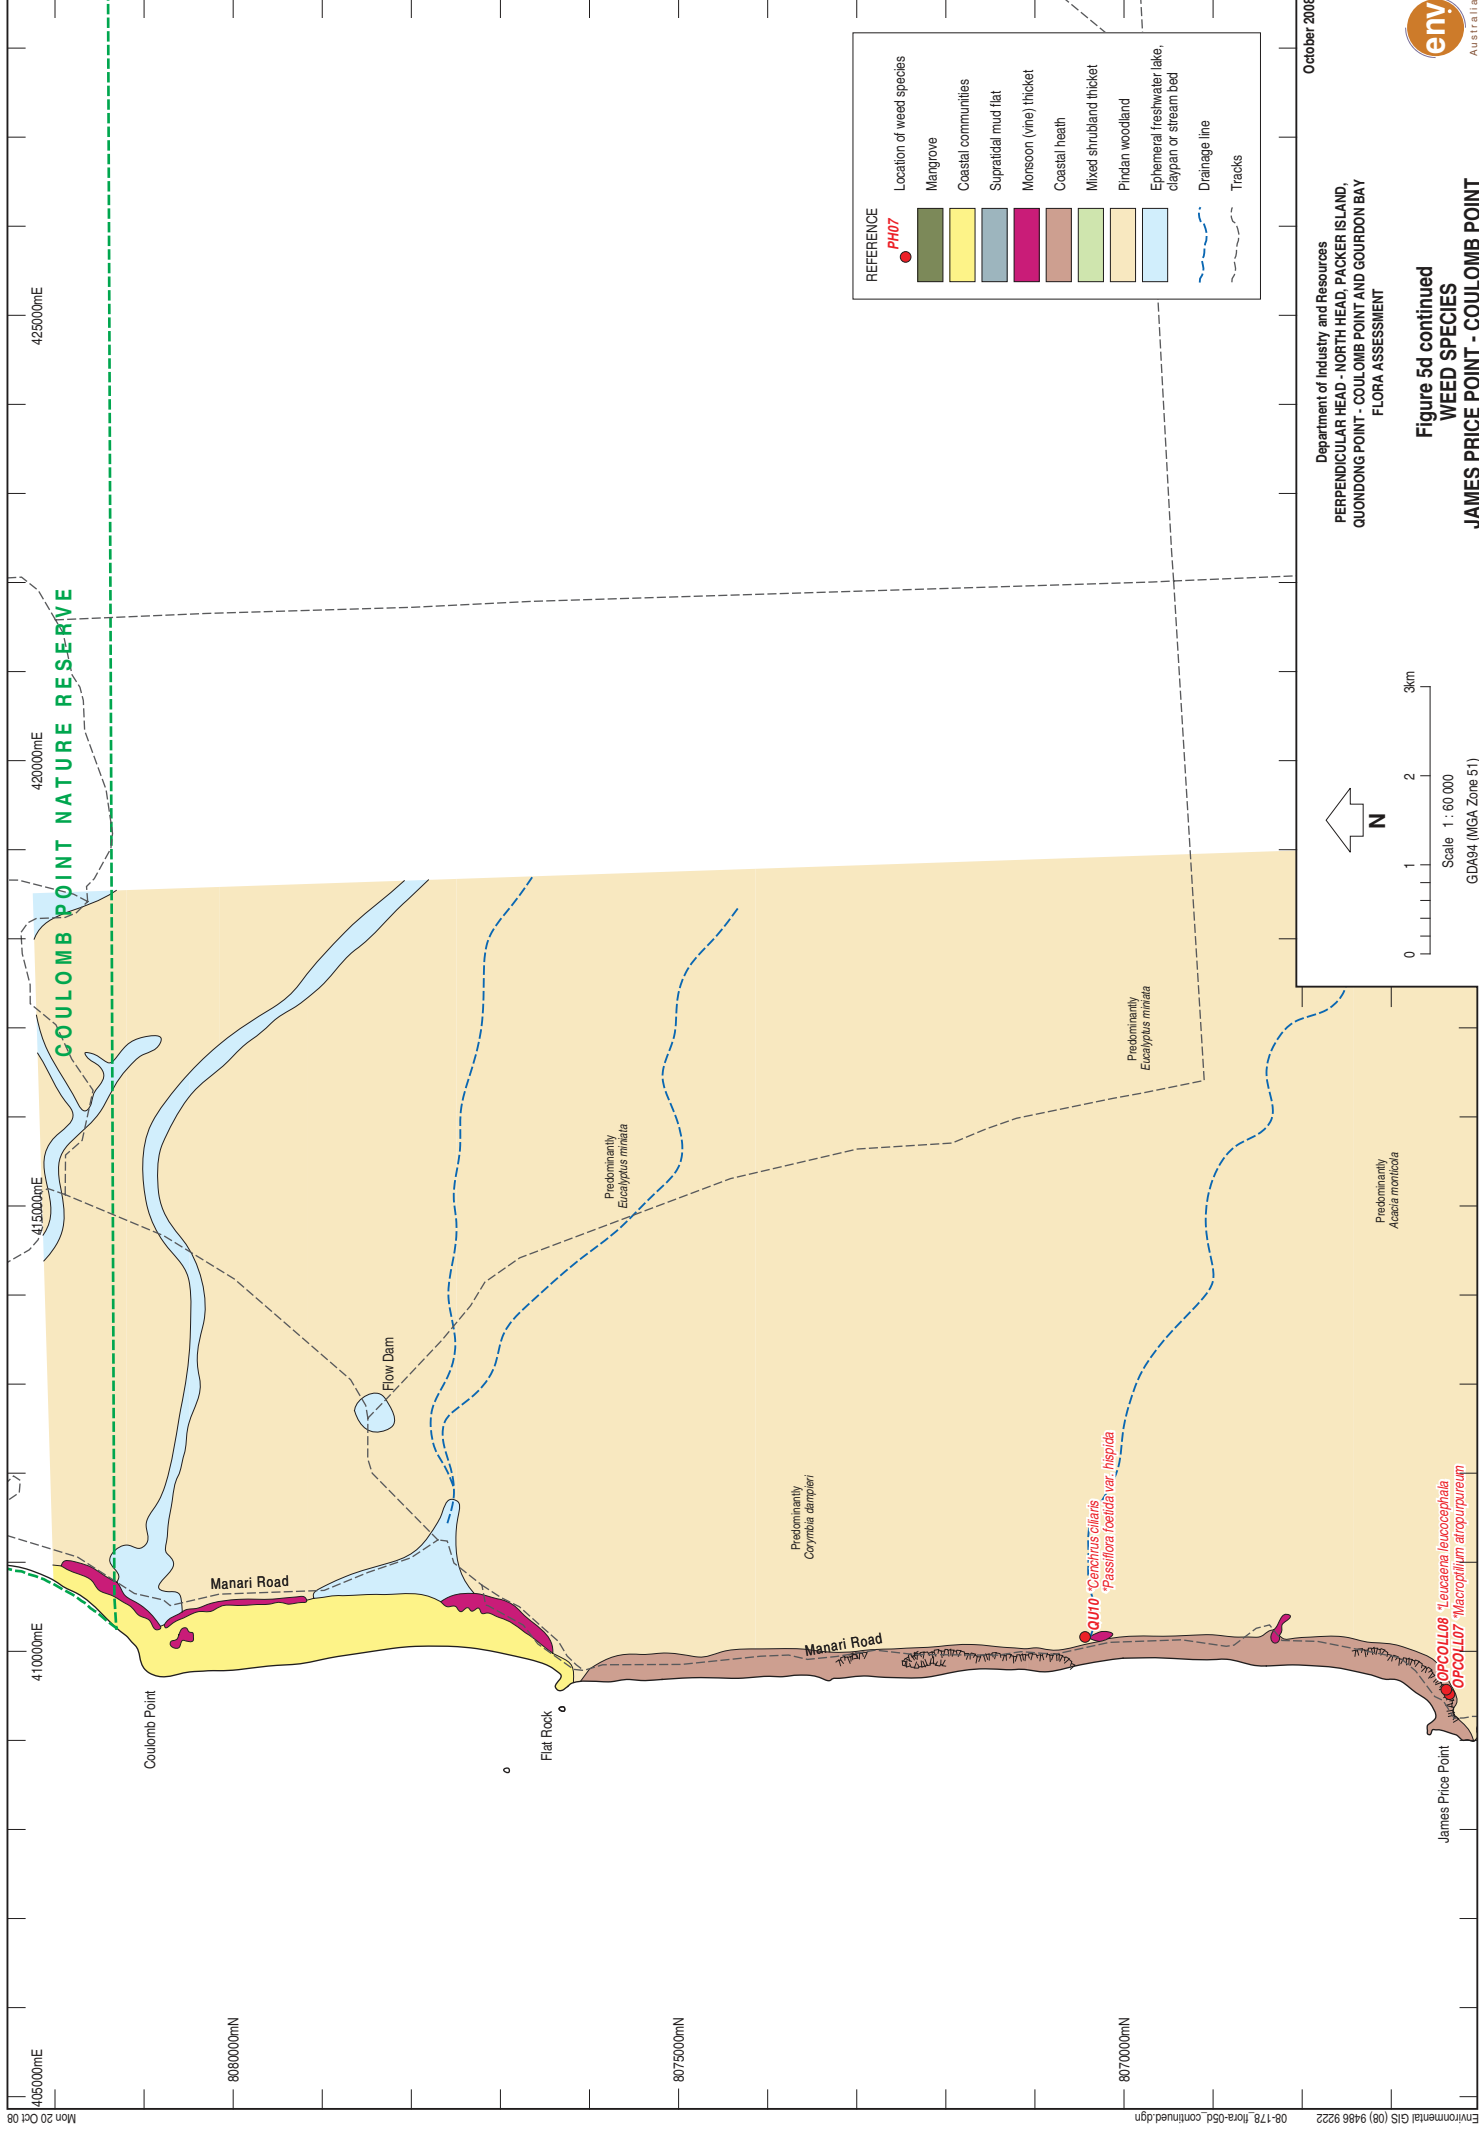 Mon 20 Oct 08
405000mE
410000mE
415000mE
420000mE
425000mE
COULOMB POINT NATURE RESERVE
Coulomb Point
Manari Road
8080000mN
Flow Dam
Flat Rock
Predominantly
Eucalyptus miniata
8075000mN
Predominantly
Corymbia dampieri
Manari Road
Predominantly
Eucalyptus miniata
QU10 *Cenchrus ciliaris
*Passiflora foetida var. hispida
8070000mN
Predominantly
Acacia monticola
James Price Point
OPCOLL08 *Leucaena leucocephala
OPCOLL07 *Macroptilium atropurpureum
REFERENCE
PH07
Location of weed species
Mangrove
Coastal communities
Supratidal mud flat
Monsoon (vine) thicket
Coastal heath
Mixed shrubland thicket
Pindan woodland
Ephemeral freshwater lake,
claypan or stream bed
Drainage line
Tracks
N
0 1 2 3km
Scale 1 : 60 000
GDA94 (MGA Zone 51)
October 2008
Department of Industry and Resources
PERPENDICULAR HEAD - NORTH HEAD, PACKER ISLAND,
QUONDONG POINT - COULOMB POINT AND GOURDON BAY
FLORA ASSESSMENT
Figure 5d continued
WEED SPECIES
JAMES PRICE POINT - COULOMB POINT
env
Australia
Environmental GIS (08) 9486 9222
08-178_flora-05d_continued.dgn